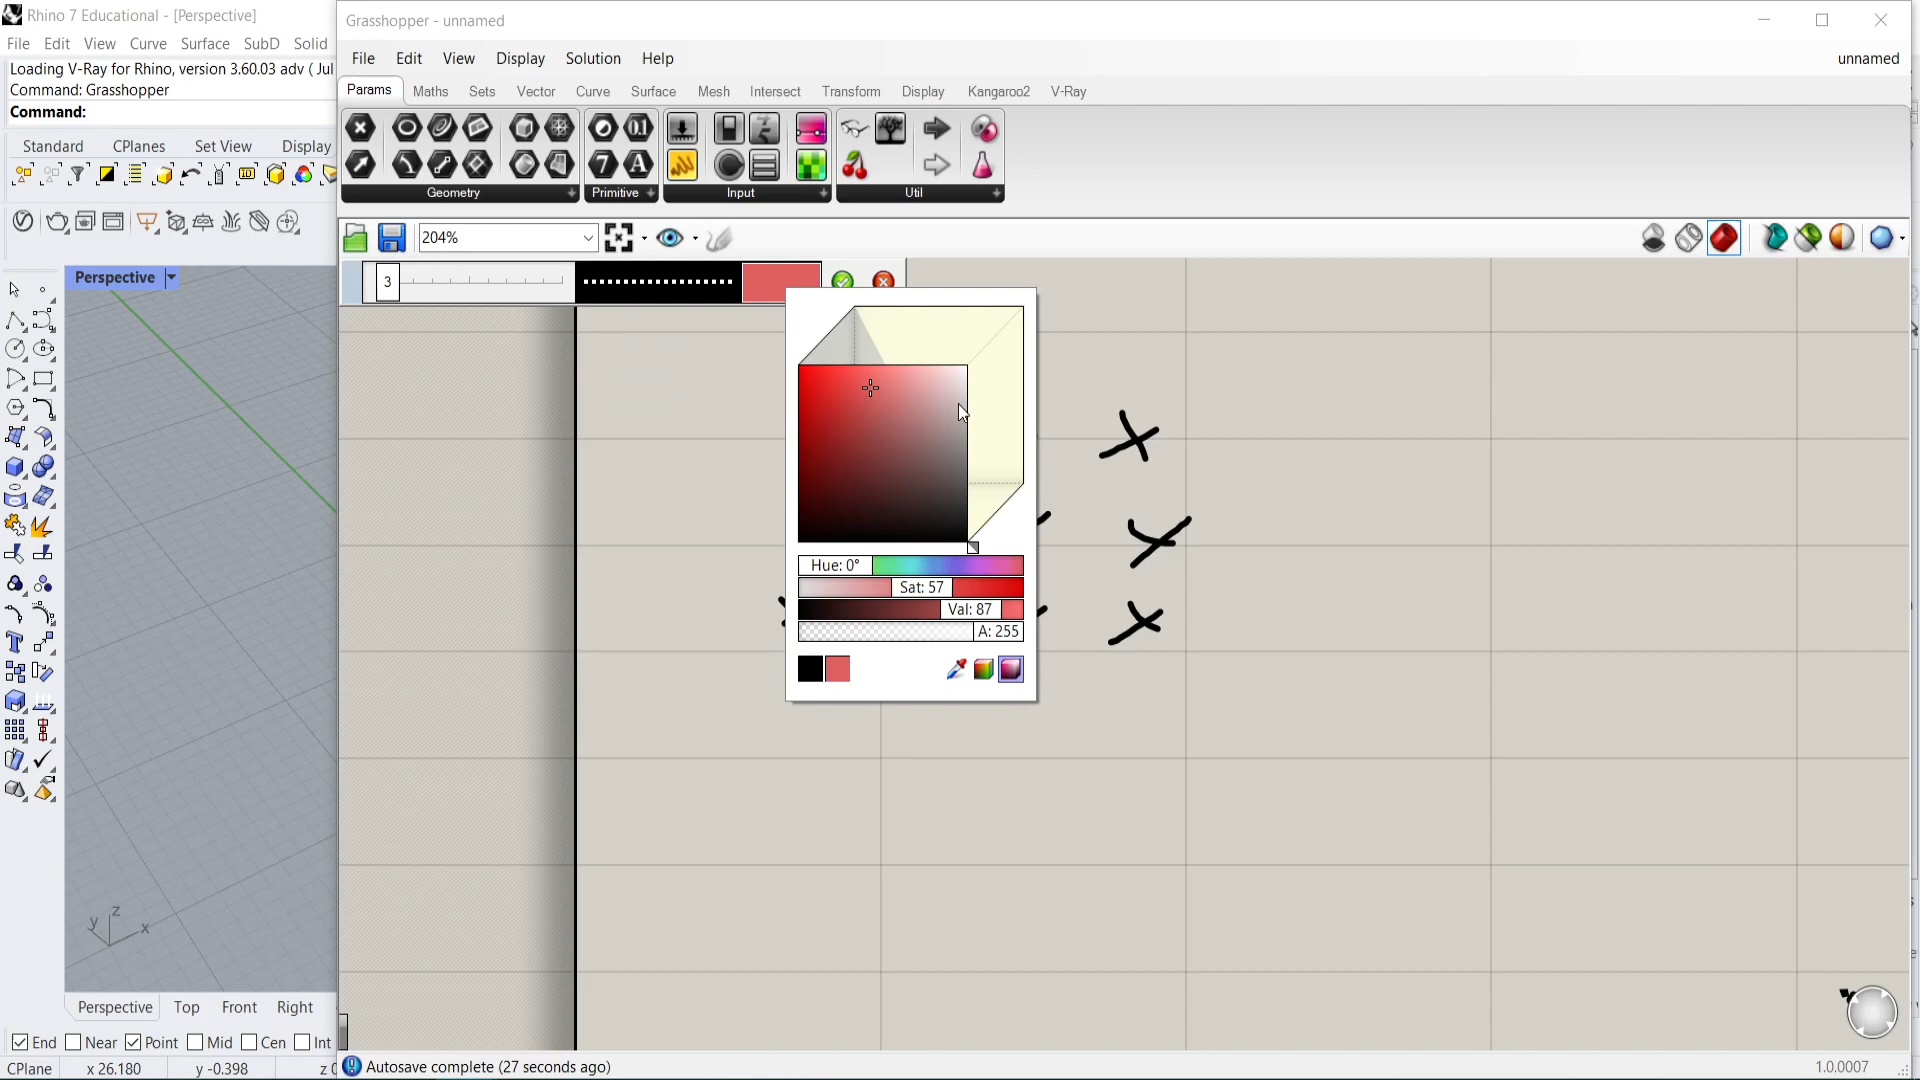 Rhino 7 Educational - [Perspective]
File Edit View Curve Surface SubD Solid
Loading V-Ray for Rhino, version 3.60.03 adv ( Jul
Command: Grasshopper
Command:
Standard CPlanes Set View Display
Perspective
z
y
x
Perspective Top Front Right
End Near Point Mid Cen Int
CPlane x 26.180 y -0.398 z 0
Grasshopper - unnamed
File Edit View Display Solution Help
unnamed
Params Maths Sets Vector Curve Surface Mesh Intersect Transform Display Kangaroo2 V-Ray
Geometry Primitive Input Util
204%
3
Hue: 0°
Sat: 57
Val: 87
A: 255
Autosave complete (27 seconds ago)
1.0.0007